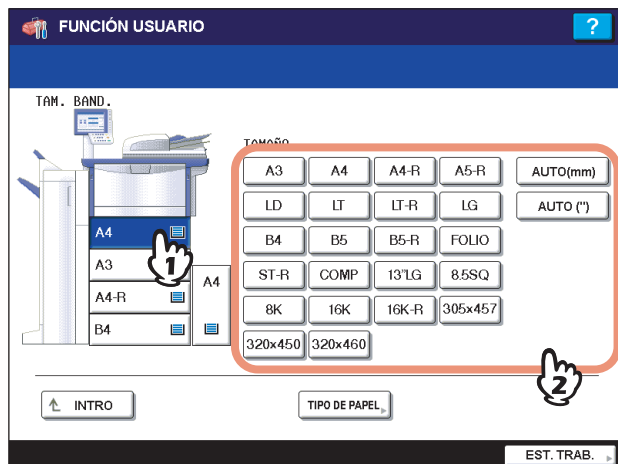 FUNCIÓN USUARIO
?
TAM. BAND.
TAMAÑO
A3 A4 A4-R A5-R AUTO(mm)
LD LT LT-R LG AUTO (")
A4
B4 B5 B5-R FOLIO
A3
A4
ST-R COMP 13"LG 8.5SQ
A4-R
8K 16K 16K-R 305x457
B4
320x450 320x460
1
2
INTRO
TIPO DE PAPEL
EST. TRAB.